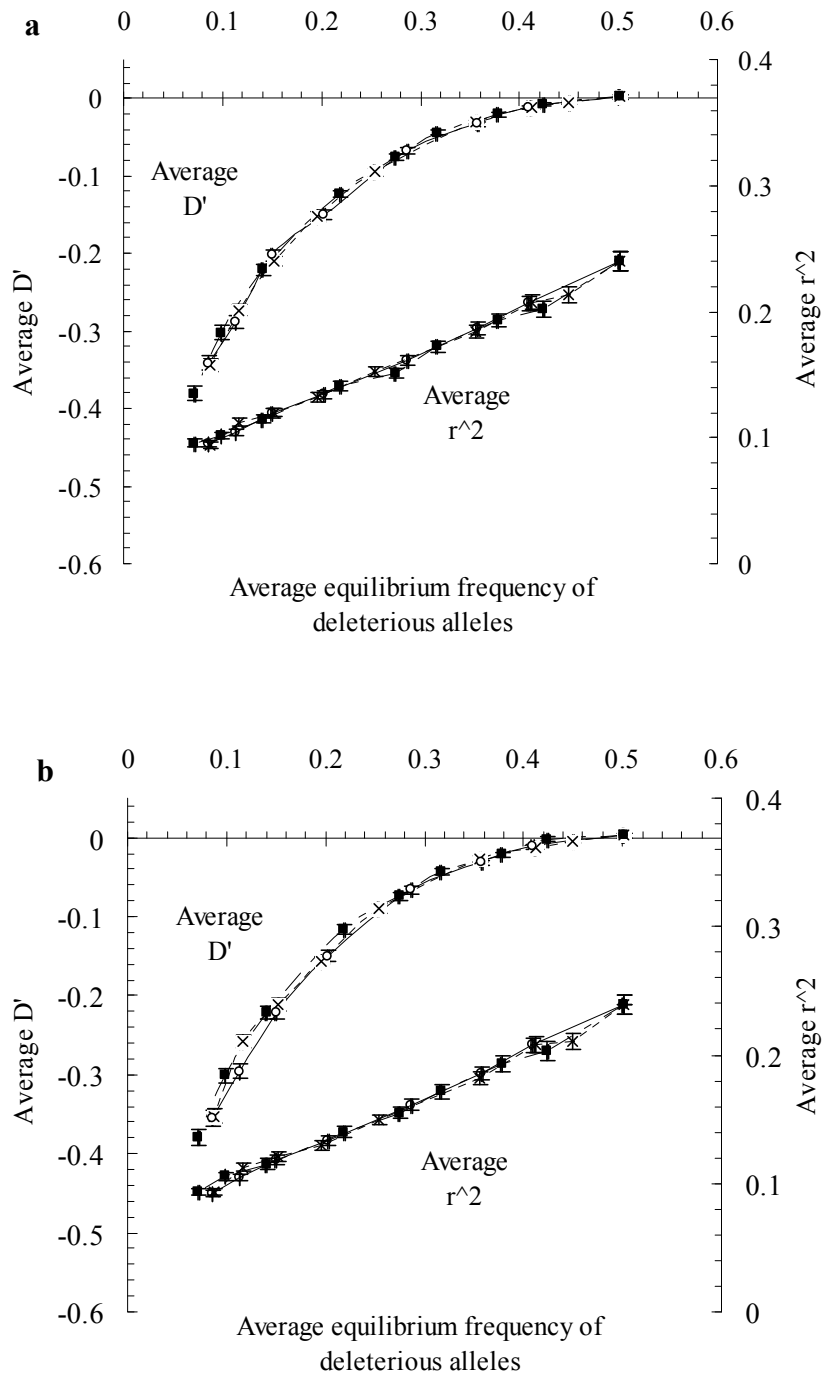 a
0 0.1 0.2 0.3 0.4 0.5 0.6
0
-0.1
-0.2
-0.3
-0.4
-0.5
-0.6
Average D'
0.4
0.3
0.2
0.1
0
Average r^2
Average
D'
Average
r^2
Average equilibrium frequency of
deleterious alleles
b
0 0.1 0.2 0.3 0.4 0.5 0.6
0
-0.1
-0.2
-0.3
-0.4
-0.5
-0.6
Average D'
0.4
0.3
0.2
0.1
0
Average r^2
Average
D'
Average
r^2
Average equilibrium frequency of
deleterious alleles